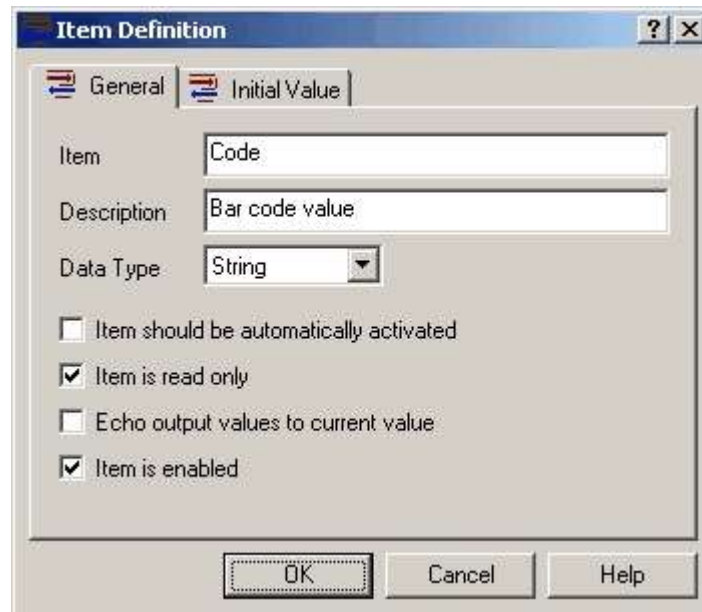 Item Definition
General Initial Value
Item Code
Description Bar code value
Data Type String
Item should be automatically activated
Item is read only
Echo output values to current value
Item is enabled
OK Cancel Help